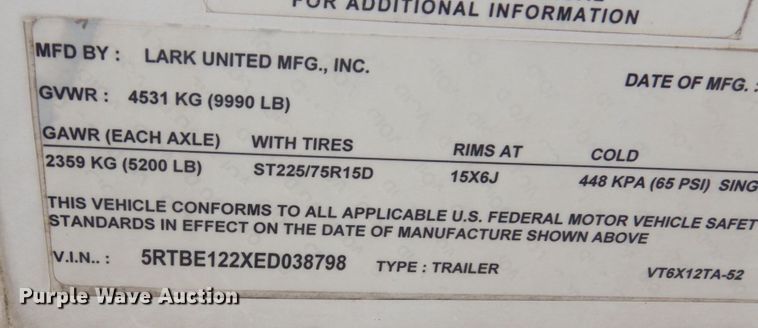 FOR ADDITIONAL INFORMATION
MFD BY : LARK UNITED MFG., INC.
DATE OF MFG. :
GVWR : 4531 KG (9990 LB)
GAWR (EACH AXLE) WITH TIRES RIMS AT COLD
2359 KG (5200 LB) ST225/75R15D 15X6J 448 KPA (65 PSI) SING
THIS VEHICLE CONFORMS TO ALL APPLICABLE U.S. FEDERAL MOTOR VEHICLE SAFET
STANDARDS IN EFFECT ON THE DATE OF MANUFACTURE SHOWN ABOVE
V.I.N.. : 5RTBE122XED038798 TYPE : TRAILER VT6X12TA-52
Purple Wave Auction